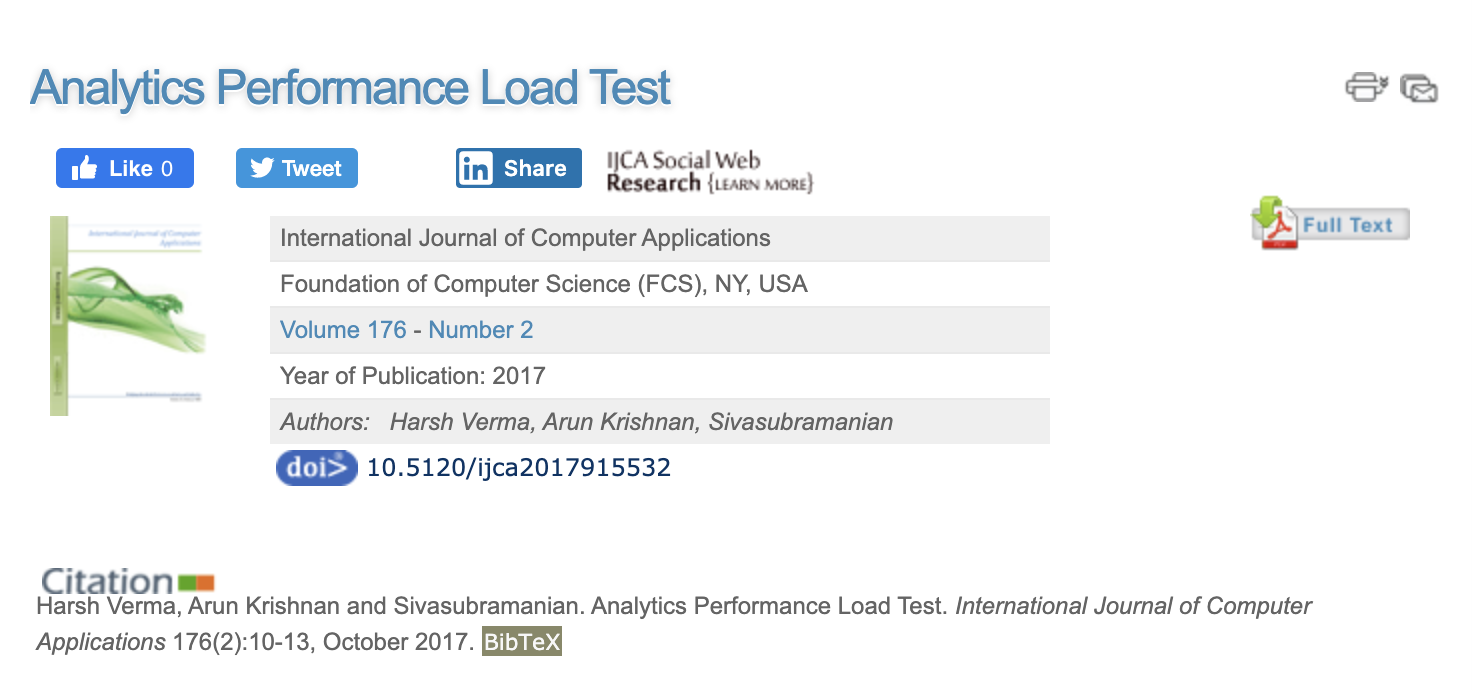 Analytics Performance Load Test
Like 0
Tweet
in Share
IJCA Social Web
Research {LEARN MORE}
Full Text
International Journal of Computer
Applications
International Journal of Computer Applications
Foundation of Computer Science (FCS), NY, USA
Volume 176 - Number 2
Year of Publication: 2017
Authors: Harsh Verma, Arun Krishnan, Sivasubramanian
doi> 10.5120/ijca2017915532
Citation
Harsh Verma, Arun Krishnan and Sivasubramanian. Analytics Performance Load Test. International Journal of Computer
Applications 176(2):10-13, October 2017. BibTeX